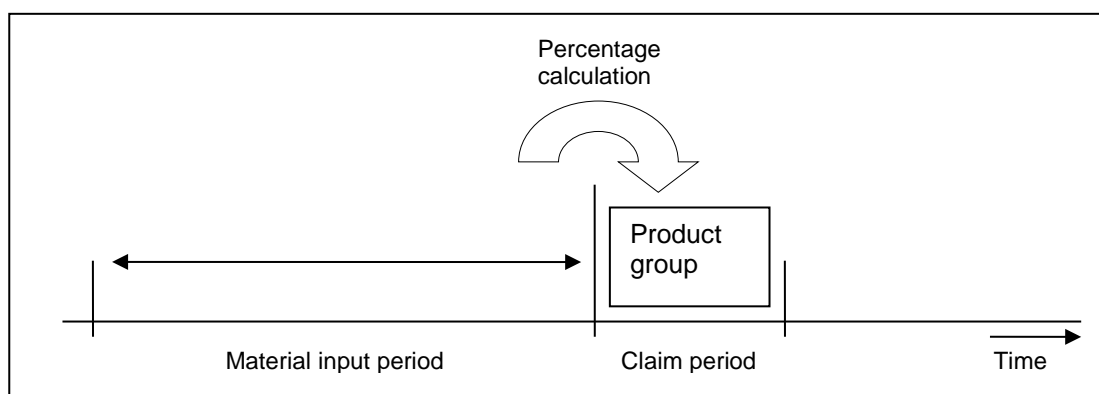 Percentage
calculation
Product
group
Material input period
Claim period
Time